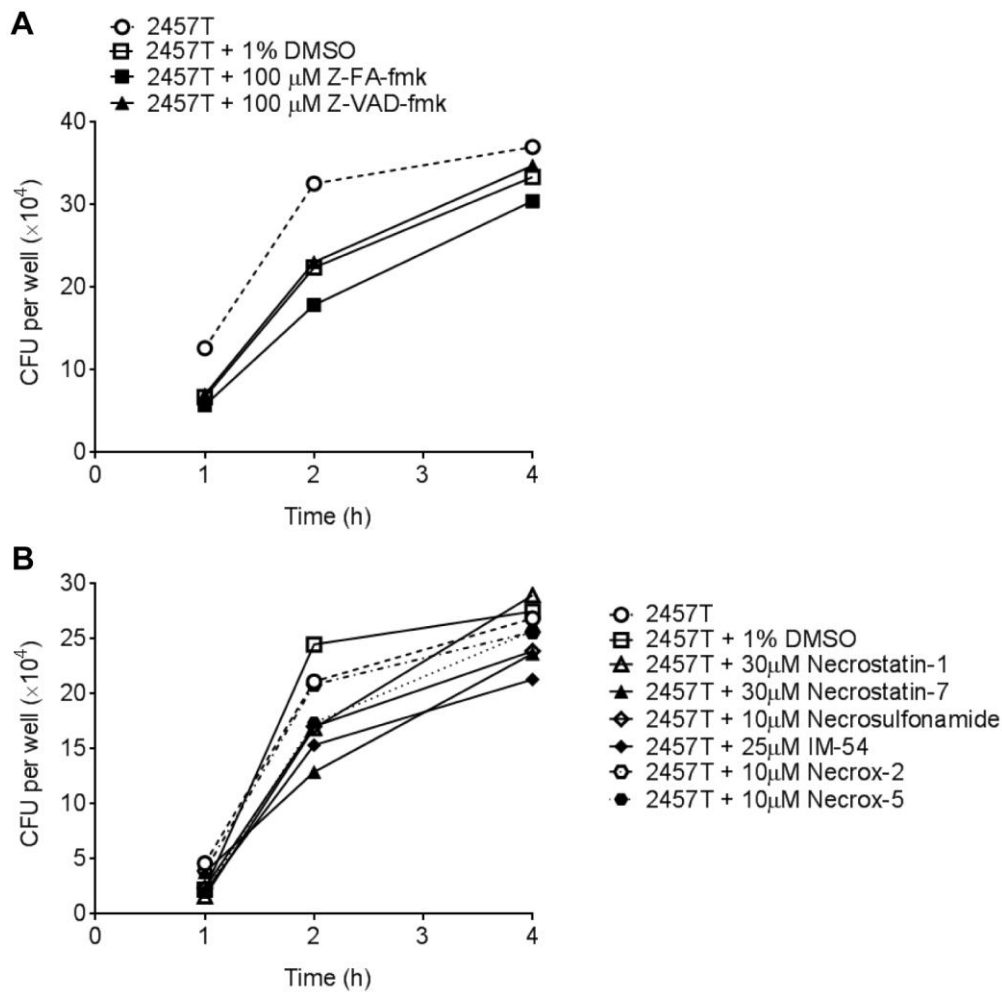 A
2457T
2457T + 1% DMSO
2457T + 100 μM Z-FA-fmk
2457T + 100 μM Z-VAD-fmk
40
30
20
10
0
CFU per well (×10⁴)
0 1 2 3 4
Time (h)
B
30
25
20
15
10
5
0
CFU per well (×10⁴)
0 1 2 3 4
Time (h)
2457T
2457T + 1% DMSO
2457T + 30μM Necrostatin-1
2457T + 30μM Necrostatin-7
2457T + 10μM Necrosulfonamide
2457T + 25μM IM-54
2457T + 10μM Necrox-2
2457T + 10μM Necrox-5